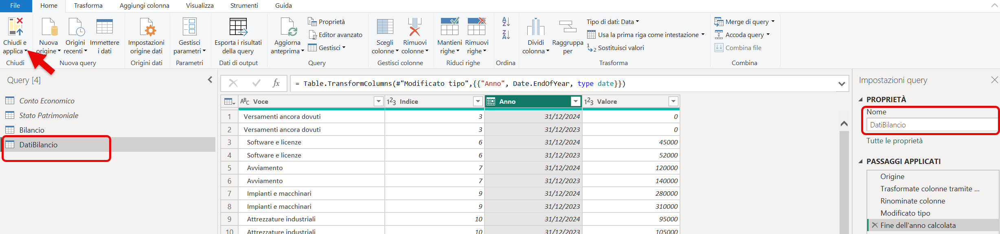 File Home Trasforma Aggiungi colonna Visualizza Strumenti Guida
Chiudi e applica
Nuova origine
Origini recenti
Immettere i dati
Impostazioni origine dati
Gestisci parametri
Esporta i risultati della query
Aggiorna anteprima
Proprietà
Editor avanzato
Gestisci
Scegli colonne
Rimuovi colonne
Mantieni righe
Rimuovi righe
A
Z
Z
A
Dividi colonna
Raggruppa per
Tipo di dati: Data
Usa la prima riga come intestazione
1 2 Sostituisci valori
Merge di query
Accoda query
Combina file
Chiudi Nuova query Origini dati Parametri Dati di output Query Gestisci colonne Riduci righe Ordina Trasforma Combina
Query [4]
Conto Economico
Stato Patrimoniale
Bilancio
DatiBilancio
fx = Table.TransformColumns(#"Modificato tipo",{{"Anno", Date.EndOfYear, type date}})
ABC Voce 123 Indice Anno 123 Valore
1 Versamenti ancora dovuti 3 31/12/2024 0
2 Versamenti ancora dovuti 3 31/12/2023 0
3 Software e licenze 6 31/12/2024 45000
4 Software e licenze 6 31/12/2023 52000
5 Avviamento 7 31/12/2024 120000
6 Avviamento 7 31/12/2023 140000
7 Impianti e macchinari 9 31/12/2024 280000
8 Impianti e macchinari 9 31/12/2023 310000
9 Attrezzature industriali 10 31/12/2024 95000
10 Attrezzature industriali 10 31/12/2023 105000
Impostazioni query
PROPRIETÀ
Nome
DatiBilancio
Tutte le proprietà
PASSAGGI APPLICATI
Origine
Trasformate colonne tramite ...
Rinominate colonne
Modificato tipo
Fine dell'anno calcolata